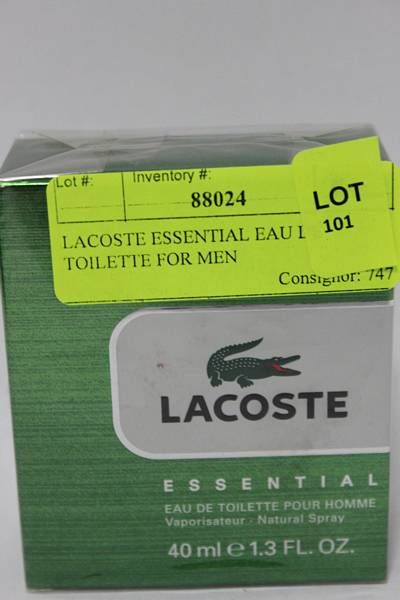 Lot #: Inventory #:
88024
LOT
101
LACOSTE ESSENTIAL EAU
TOILETTE FOR MEN
Consignor: 747
LACOSTE
ESSENTIAL
EAU DE TOILETTE POUR HOMME
Vaporisateur · Natural Spray
40 ml e 1.3 FL. OZ.